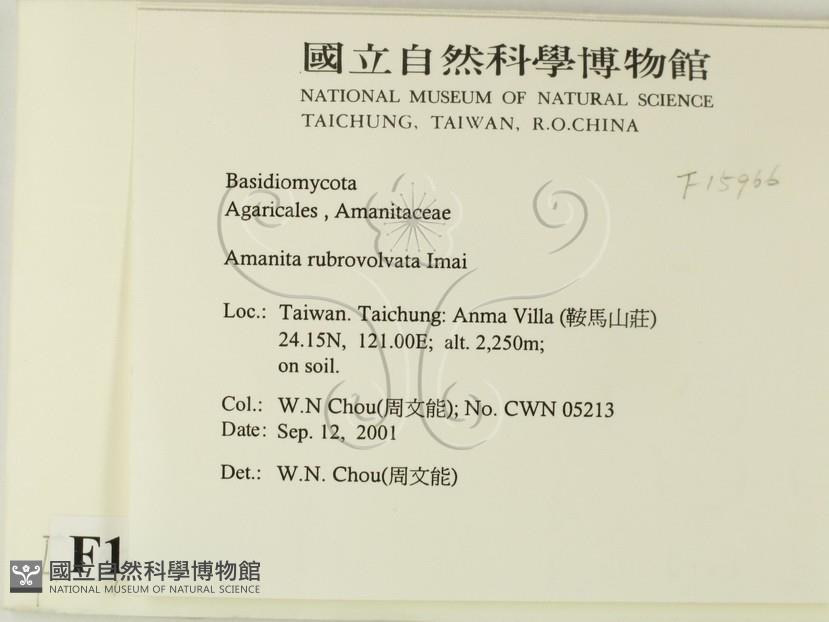 國立自然科學博物館
NATIONAL MUSEUM OF NATURAL SCIENCE
TAICHUNG, TAIWAN, R.O.CHINA
F15966
Basidiomycota
Agaricales , Amanitaceae
Amanita rubrovolvata Imai
Loc.: Taiwan. Taichung: Anma Villa (鞍馬山莊)
24.15N, 121.00E; alt. 2,250m;
on soil.
Col.: W.N Chou(周文能); No. CWN 05213
Date: Sep. 12, 2001
Det.: W.N. Chou(周文能)
F1
國立自然科學博物館
NATIONAL MUSEUM OF NATURAL SCIENCE